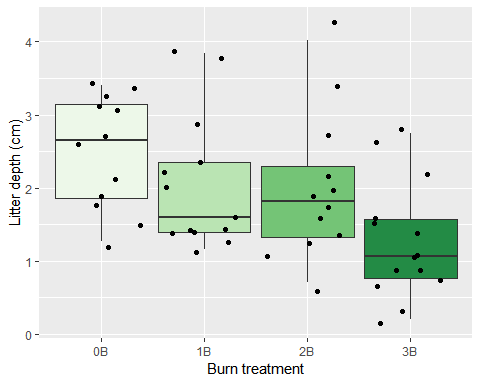 Litter depth (cm)
4
3
2
1
0
0B 1B 2B 3B
Burn treatment